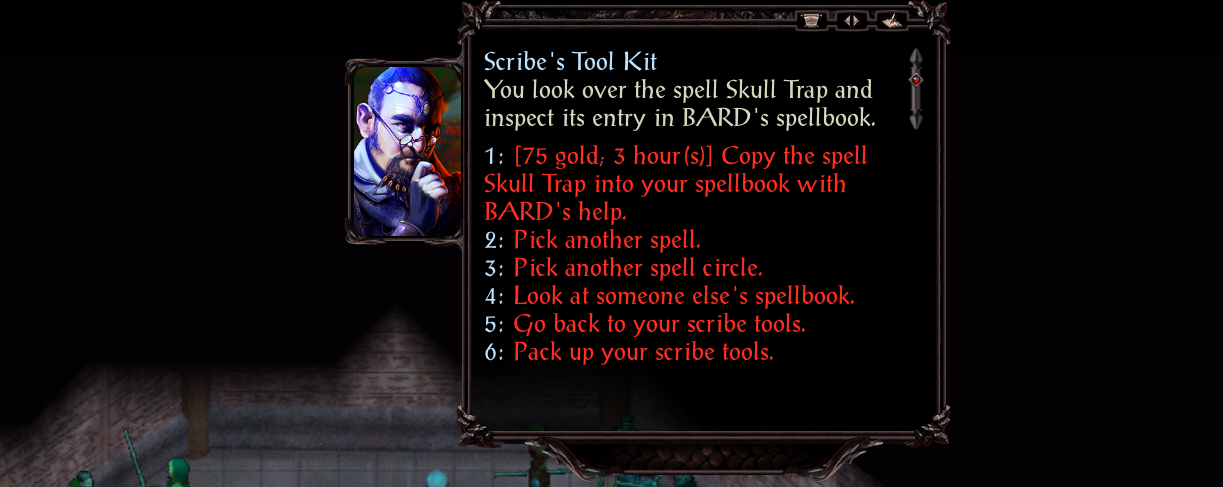 Scribe's Tool Kit
You look over the spell Skull Trap and
inspect its entry in BARD's spellbook.
1: [75 gold; 3 hour(s)] Copy the spell
Skull Trap into your spellbook with
BARD's help.
2: Pick another spell.
3: Pick another spell circle.
4: Look at someone else's spellbook.
5: Go back to your scribe tools.
6: Pack up your scribe tools.